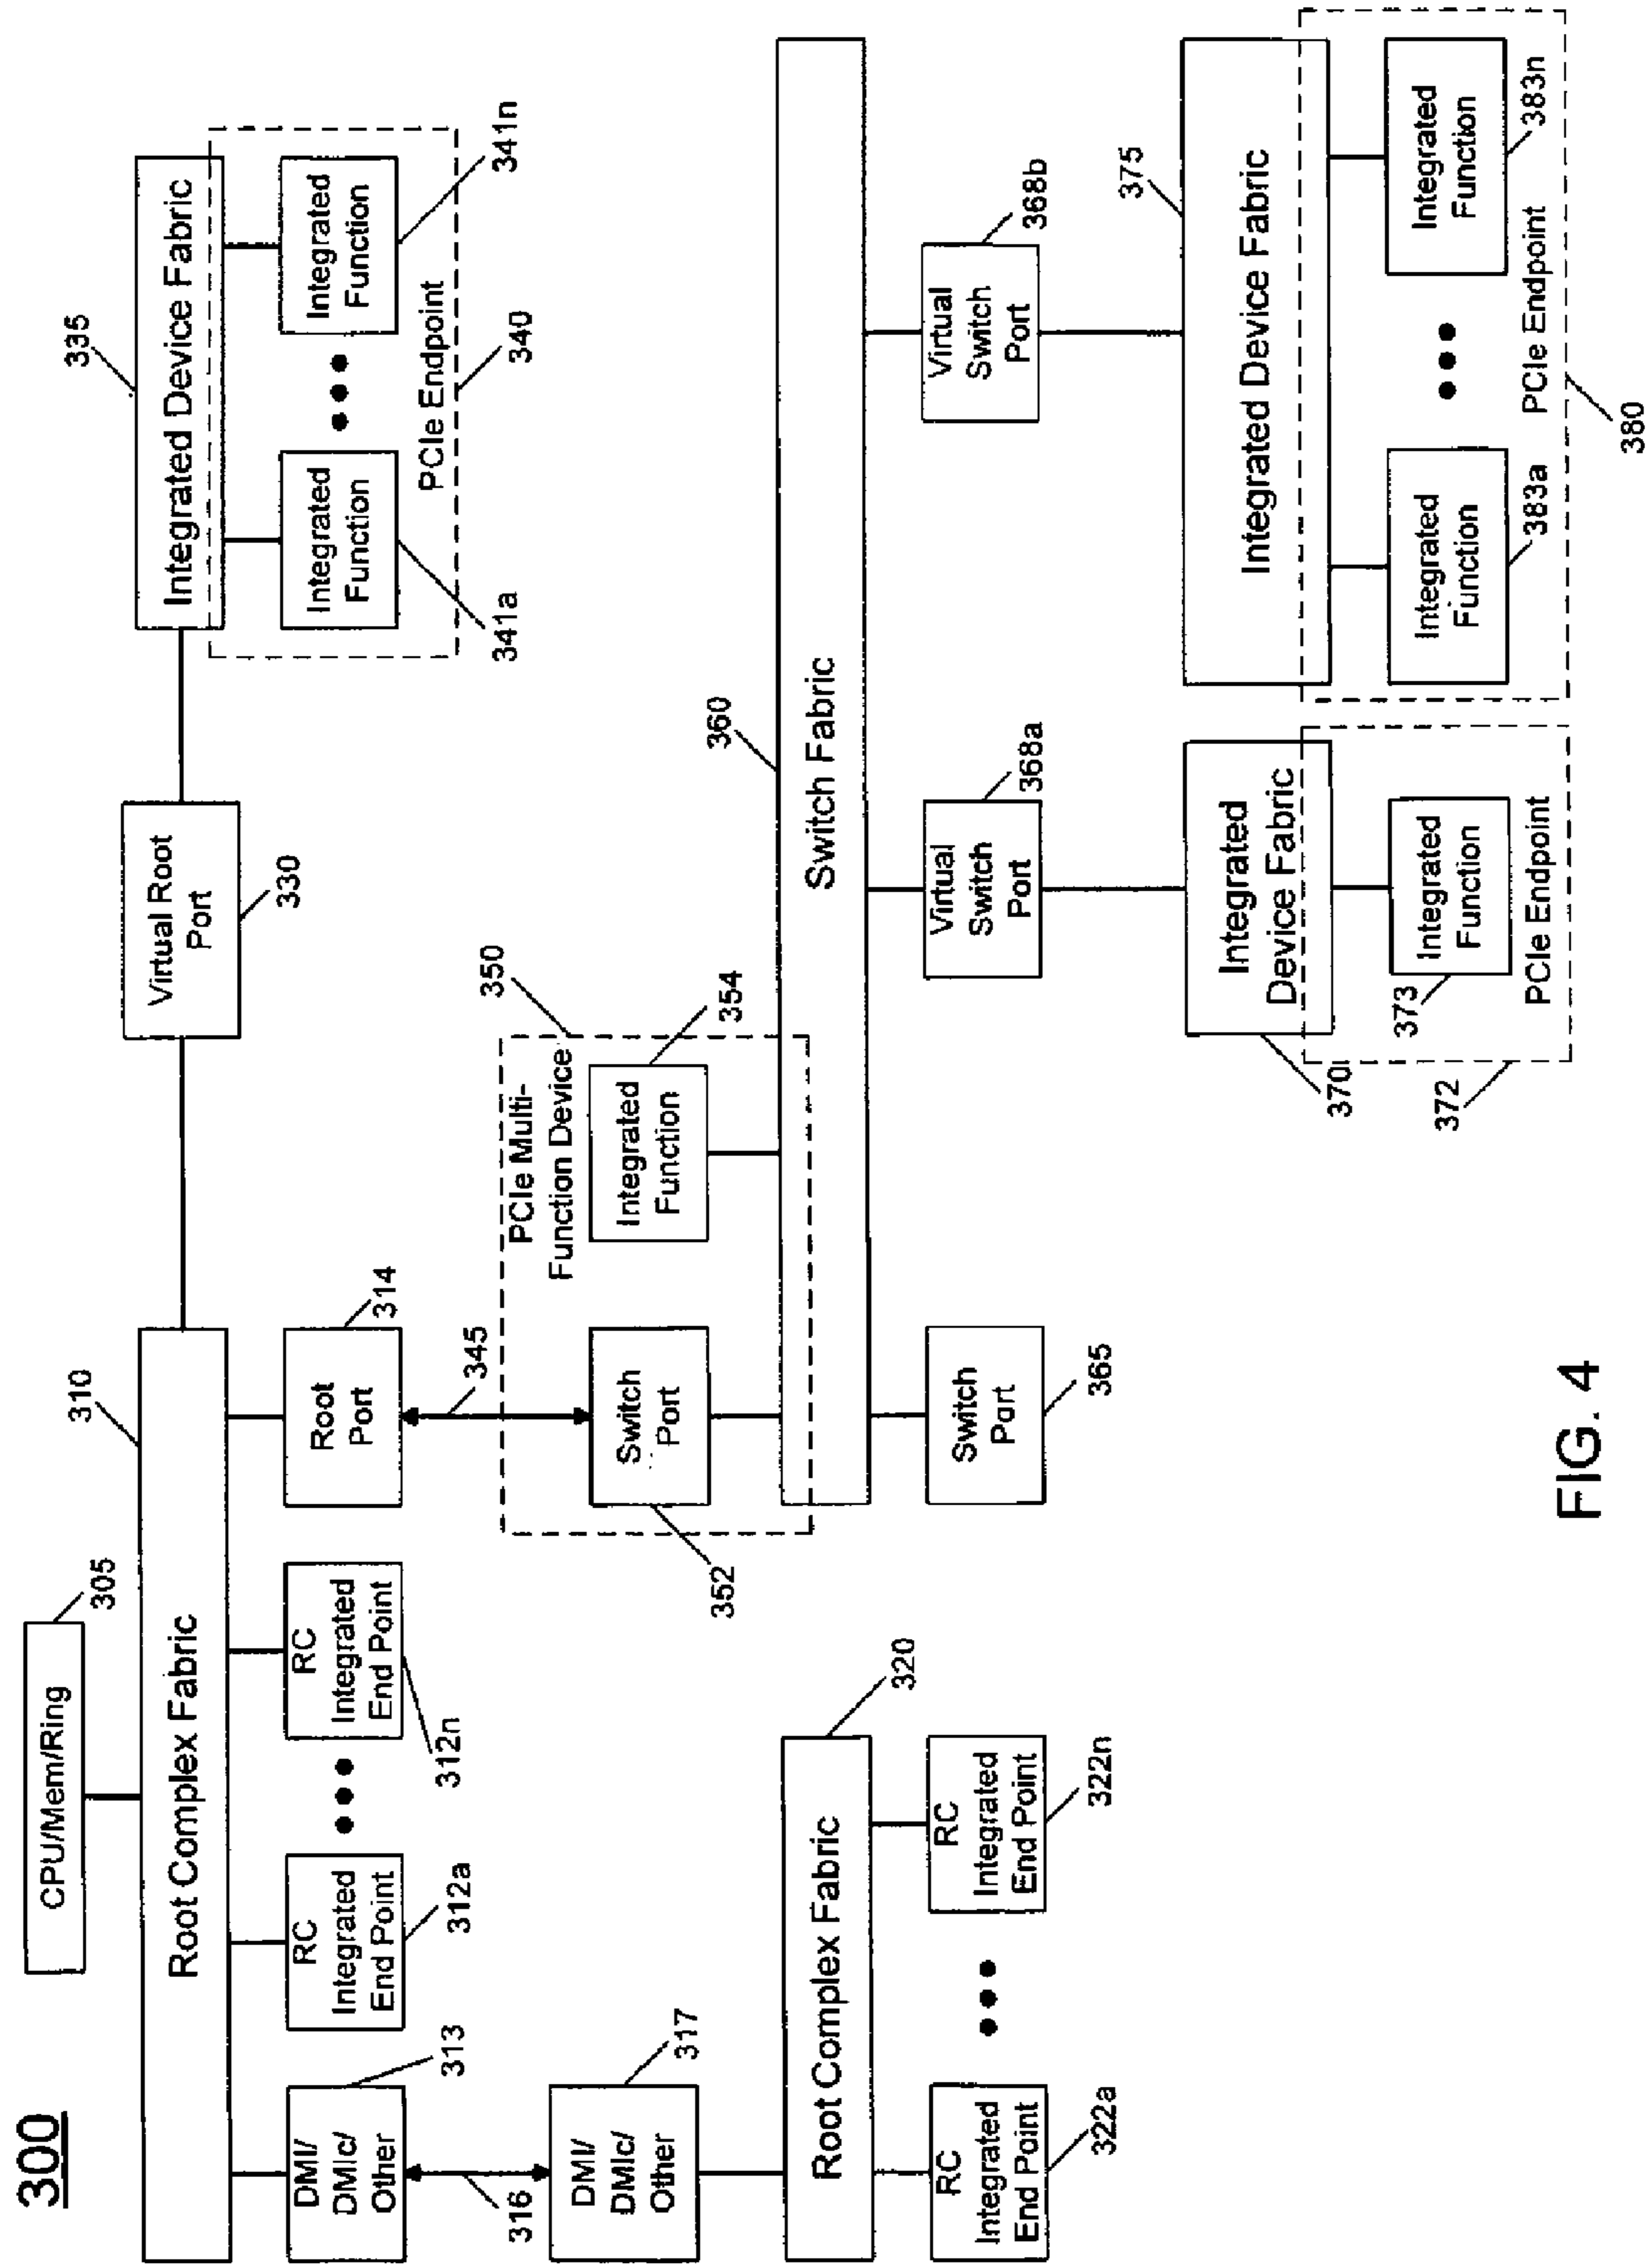 300
CPU/Mem/Ring
305
310
Root Complex Fabric
Virtual Root
Port
330
335
Integrated Device Fabric
Integrated
Function
341a
Integrated
Function
341n
PCIe Endpoint
340
DMI/
DMIc/
Other
313
RC
Integrated
End Point
312a
RC
Integrated
End Point
312n
Root
Port
314
316
345
DMI/
DMIc/
Other
317
PCIe Multi-
Function Device
350
Switch
Port
352
Integrated
Function
354
360
Switch Fabric
Root Complex Fabric
320
RC
Integrated
End Point
322a
RC
Integrated
End Point
322n
Switch
Port
365
Virtual
Switch
Port
368a
Virtual
Switch
Port
368b
Integrated
Device Fabric
370
Integrated
Function
373
PCIe Endpoint
372
375
Integrated Device Fabric
Integrated
Function
383a
Integrated
Function
383n
PCIe Endpoint
380
FIG. 4